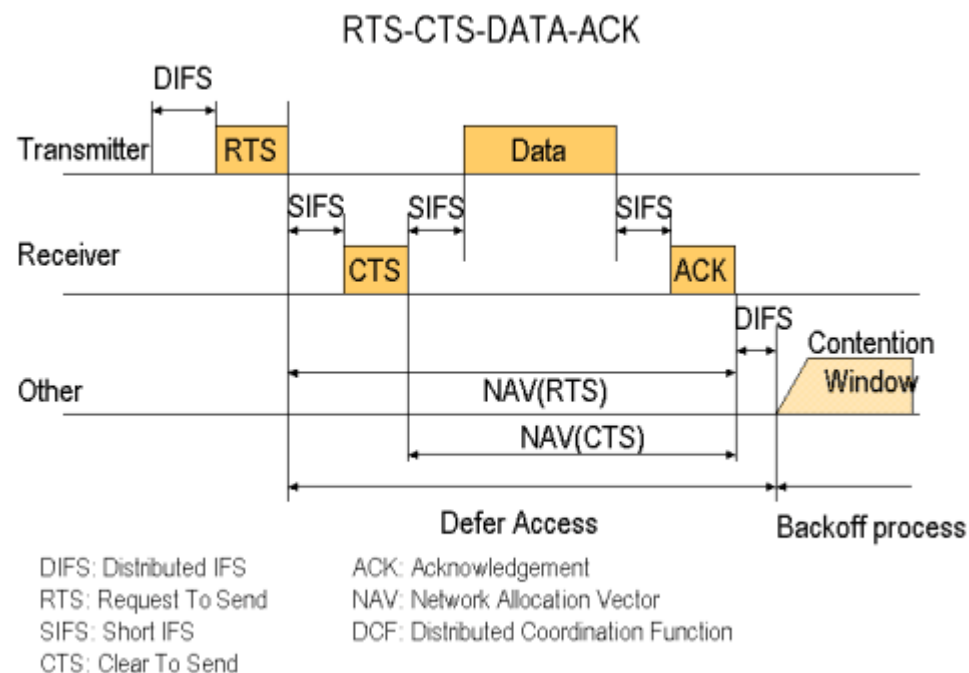 RTS-CTS-DATA-ACK
DIFS
Transmitter
RTS
Data
SIFS
SIFS
SIFS
Receiver
CTS
ACK
DIFS
Contention
Window
Other
NAV(RTS)
NAV(CTS)
Defer Access
Backoff process
DIFS: Distributed IFS
ACK: Acknowledgement
RTS: Request To Send
NAV: Network Allocation Vector
SIFS: Short IFS
DCF: Distributed Coordination Function
CTS: Clear To Send